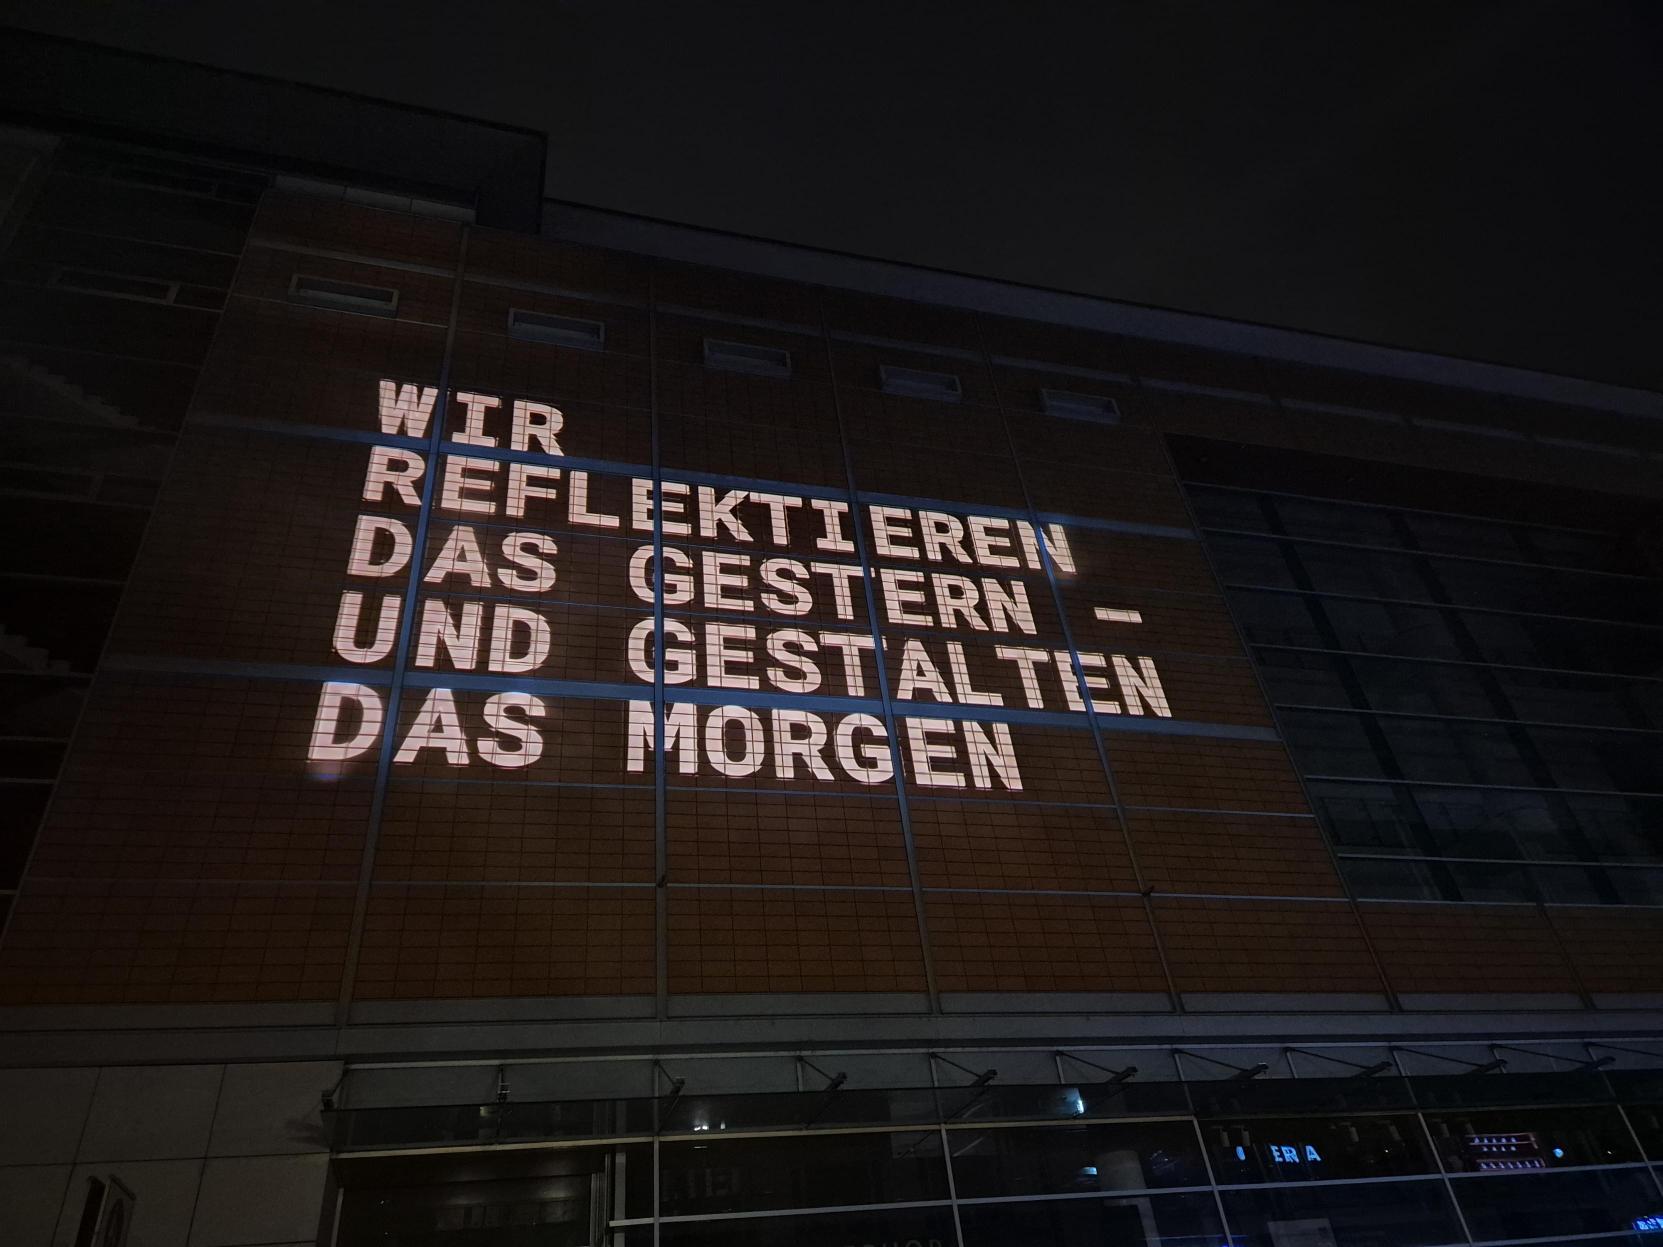 WIR
REFLEKTIEREN
DAS GESTERN –
UND GESTALTEN
DAS MORGEN